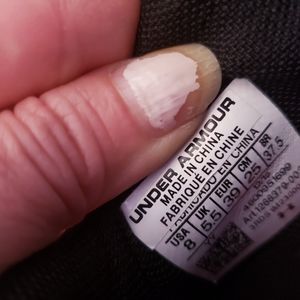 UNDER ARMOUR
MADE IN CHINA
FABRIQUE EN CHINE
FABRICADO EN CHINA
USA UK EUR CM BR
8 5.5 39 25 37.5